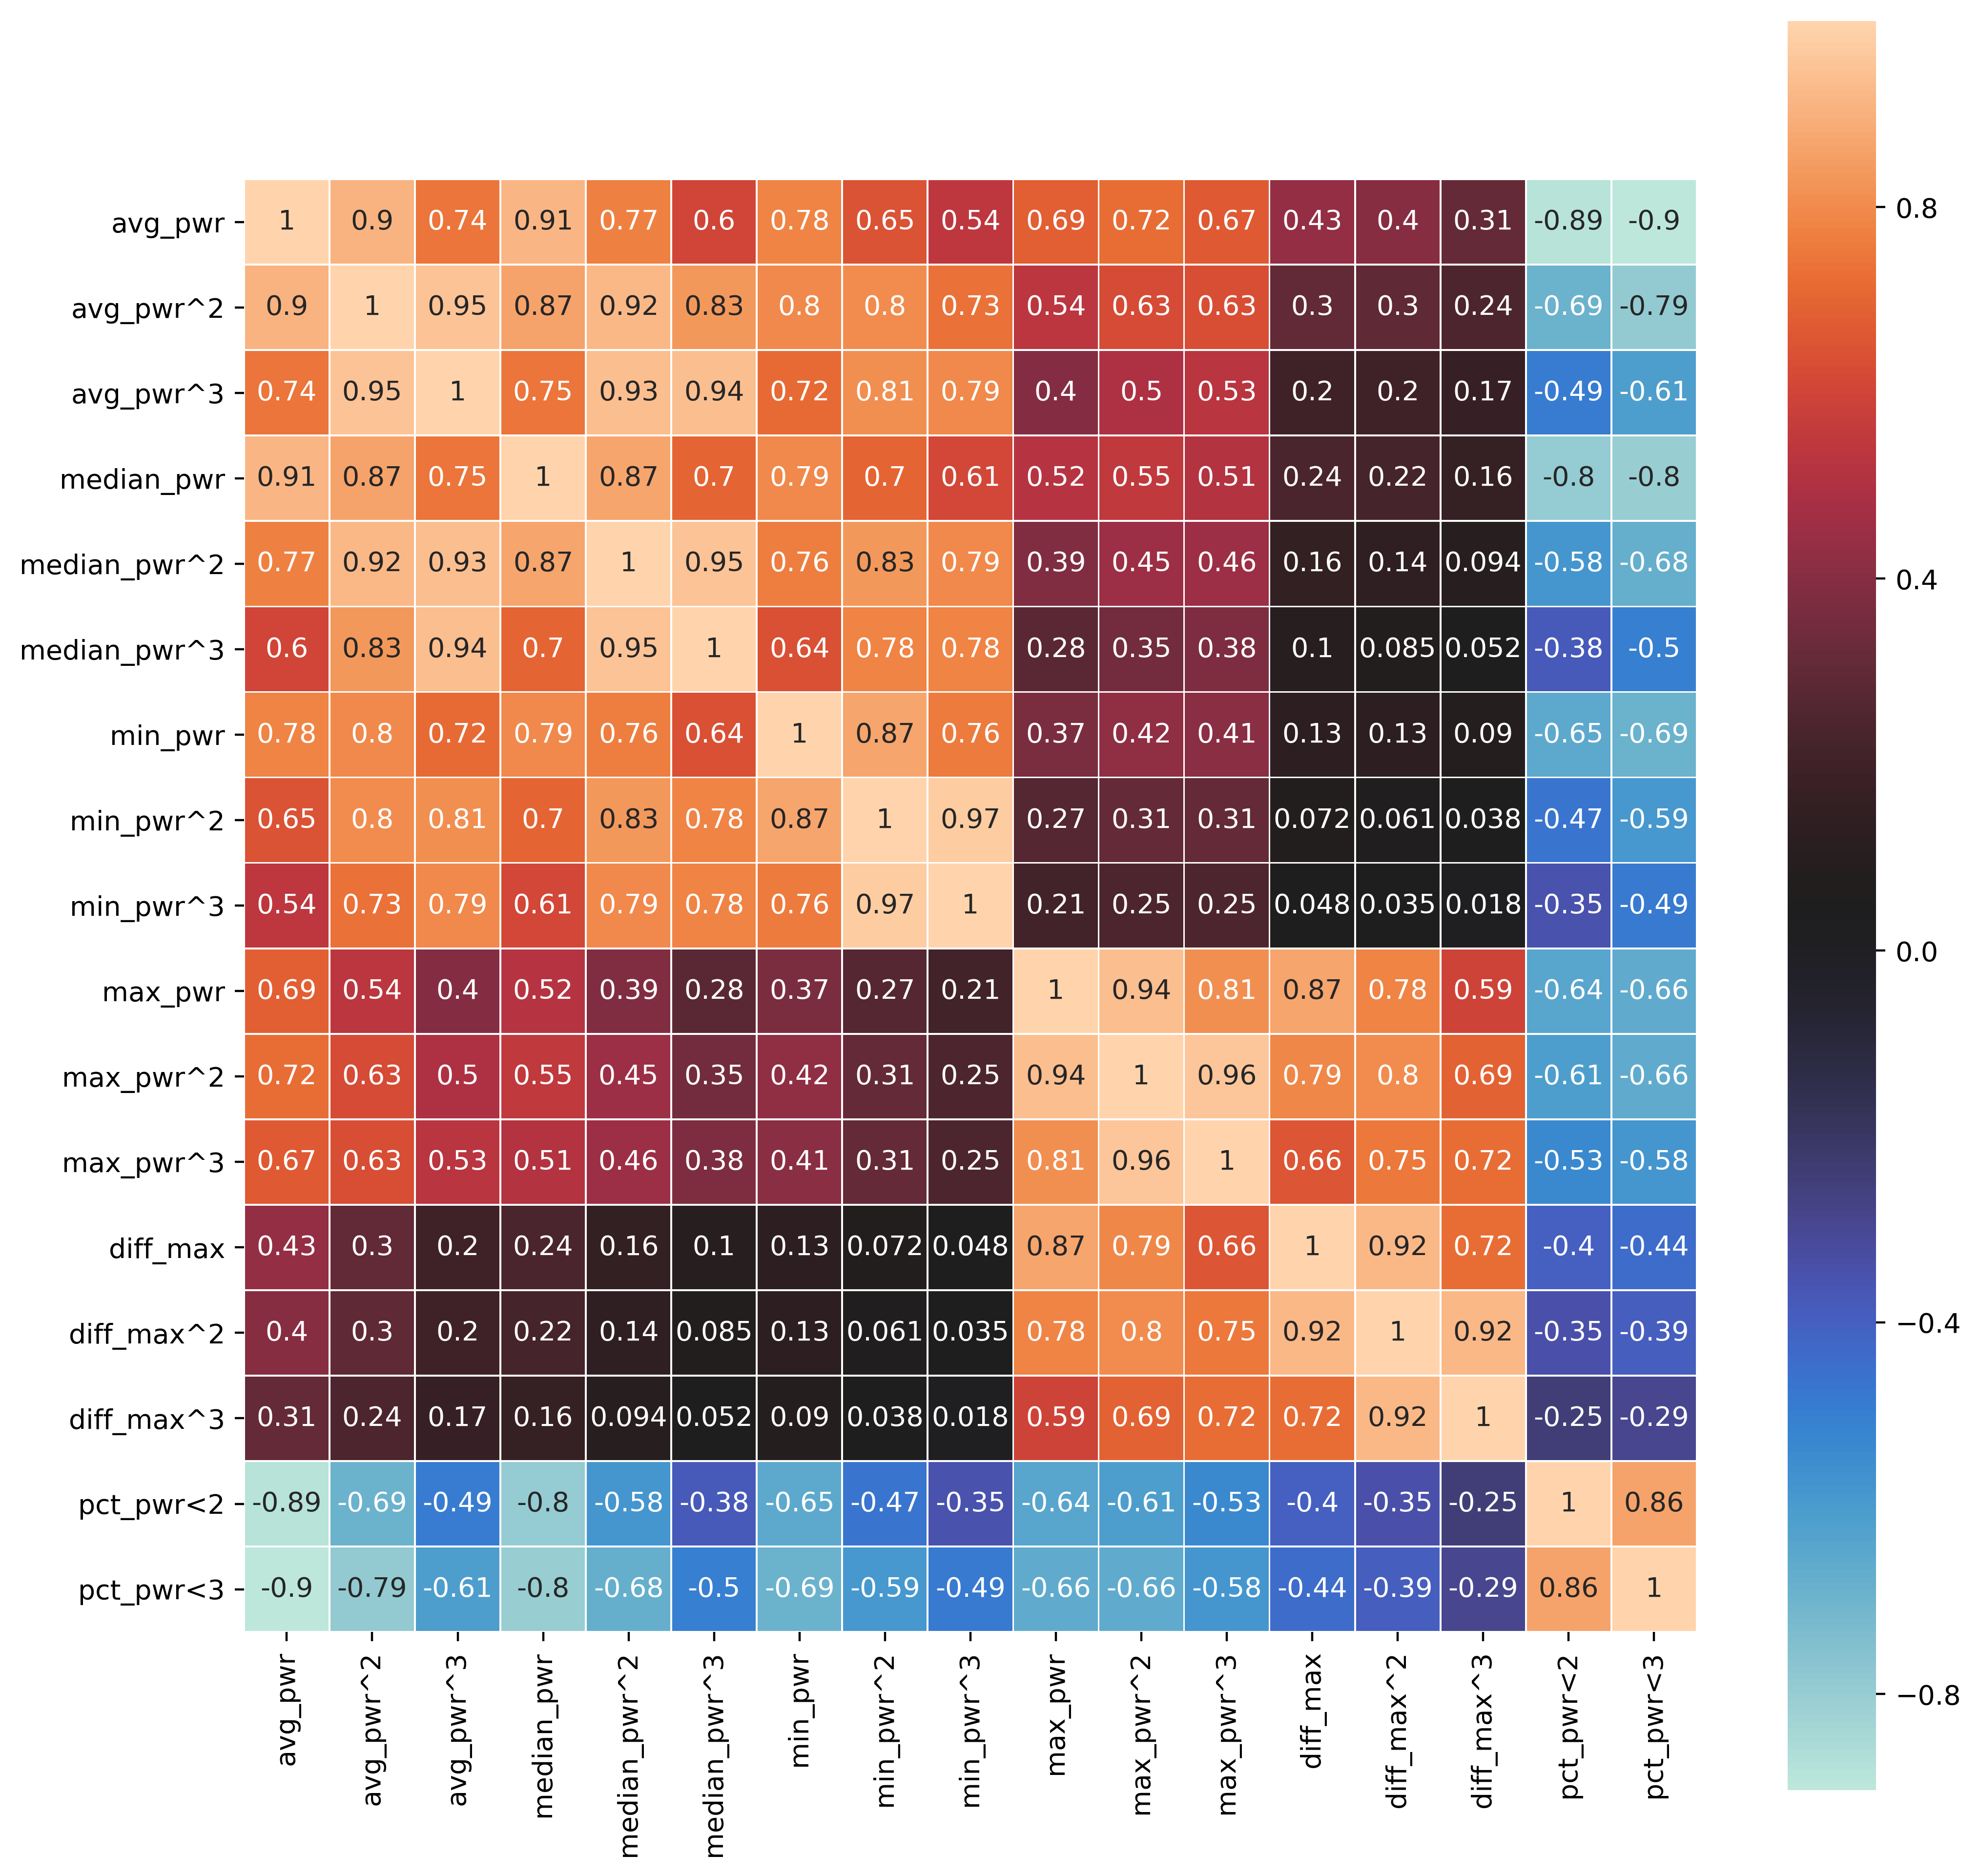 avg_pwr 1 0.9 0.74 0.91 0.77 0.6 0.78 0.65 0.54 0.69 0.72 0.67 0.43 0.4 0.31 -0.89 -0.9
avg_pwr^2 0.9 1 0.95 0.87 0.92 0.83 0.8 0.8 0.73 0.54 0.63 0.63 0.3 0.3 0.24 -0.69 -0.79
avg_pwr^3 0.74 0.95 1 0.75 0.93 0.94 0.72 0.81 0.79 0.4 0.5 0.53 0.2 0.2 0.17 -0.49 -0.61
median_pwr 0.91 0.87 0.75 1 0.87 0.7 0.79 0.7 0.61 0.52 0.55 0.51 0.24 0.22 0.16 -0.8 -0.8
median_pwr^2 0.77 0.92 0.93 0.87 1 0.95 0.76 0.83 0.79 0.39 0.45 0.46 0.16 0.14 0.094 -0.58 -0.68
median_pwr^3 0.6 0.83 0.94 0.7 0.95 1 0.64 0.78 0.78 0.28 0.35 0.38 0.1 0.085 0.052 -0.38 -0.5
min_pwr 0.78 0.8 0.72 0.79 0.76 0.64 1 0.87 0.76 0.37 0.42 0.41 0.13 0.13 0.09 -0.65 -0.69
min_pwr^2 0.65 0.8 0.81 0.7 0.83 0.78 0.87 1 0.97 0.27 0.31 0.31 0.072 0.061 0.038 -0.47 -0.59
min_pwr^3 0.54 0.73 0.79 0.61 0.79 0.78 0.76 0.97 1 0.21 0.25 0.25 0.048 0.035 0.018 -0.35 -0.49
max_pwr 0.69 0.54 0.4 0.52 0.39 0.28 0.37 0.27 0.21 1 0.94 0.81 0.87 0.78 0.59 -0.64 -0.66
max_pwr^2 0.72 0.63 0.5 0.55 0.45 0.35 0.42 0.31 0.25 0.94 1 0.96 0.79 0.8 0.69 -0.61 -0.66
max_pwr^3 0.67 0.63 0.53 0.51 0.46 0.38 0.41 0.31 0.25 0.81 0.96 1 0.66 0.75 0.72 -0.53 -0.58
diff_max 0.43 0.3 0.2 0.24 0.16 0.1 0.13 0.072 0.048 0.87 0.79 0.66 1 0.92 0.72 -0.4 -0.44
diff_max^2 0.4 0.3 0.2 0.22 0.14 0.085 0.13 0.061 0.035 0.78 0.8 0.75 0.92 1 0.92 -0.35 -0.39
diff_max^3 0.31 0.24 0.17 0.16 0.094 0.052 0.09 0.038 0.018 0.59 0.69 0.72 0.72 0.92 1 -0.25 -0.29
pct_pwr<2 -0.89 -0.69 -0.49 -0.8 -0.58 -0.38 -0.65 -0.47 -0.35 -0.64 -0.61 -0.53 -0.4 -0.35 -0.25 1 0.86
pct_pwr<3 -0.9 -0.79 -0.61 -0.8 -0.68 -0.5 -0.69 -0.59 -0.49 -0.66 -0.66 -0.58 -0.44 -0.39 -0.29 0.86 1
avg_pwr
avg_pwr^2
avg_pwr^3
median_pwr
median_pwr^2
median_pwr^3
min_pwr
min_pwr^2
min_pwr^3
max_pwr
max_pwr^2
max_pwr^3
diff_max
diff_max^2
diff_max^3
pct_pwr<2
pct_pwr<3
0.8
0.4
0.0
−0.4
−0.8